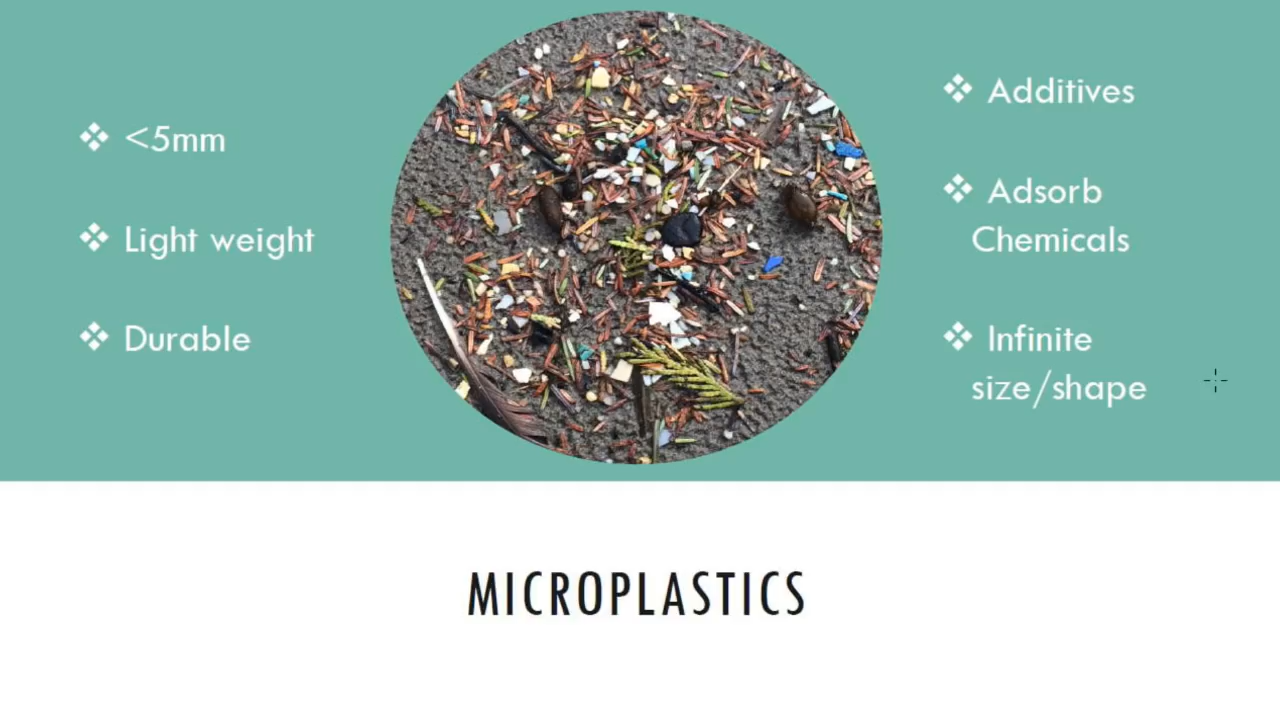 <5mm
Light weight
Durable
Additives
Adsorb
Chemicals
Infinite
size/shape
MICROPLASTICS